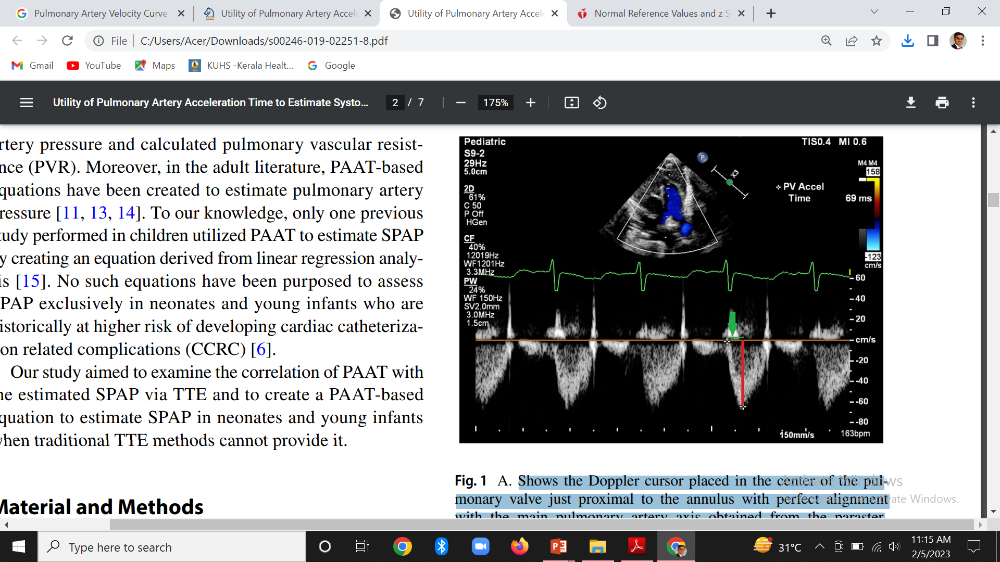 Pulmonary Artery Velocity Curve
Utility of Pulmonary Artery Accele
Utility of Pulmonary Artery Accele
Normal Reference Values and z S
File
C:/Users/Acer/Downloads/s00246-019-02251-8.pdf
Gmail
YouTube
Maps
KUHS -Kerala Healt...
Google
Utility of Pulmonary Artery Acceleration Time to Estimate Systo...
2 / 7
175%
rtery pressure and calculated pulmonary vascular resist-
nce (PVR). Moreover, in the adult literature, PAAT-based
quations have been created to estimate pulmonary artery
ressure [11, 13, 14]. To our knowledge, only one previous
tudy performed in children utilized PAAT to estimate SPAP
y creating an equation derived from linear regression analy-
is [15]. No such equations have been purposed to assess
PAP exclusively in neonates and young infants who are
istorically at higher risk of developing cardiac catheteriza-
on related complications (CCRC) [6].
Our study aimed to examine the correlation of PAAT with
he estimated SPAP via TTE and to create a PAAT-based
quation to estimate SPAP in neonates and young infants
when traditional TTE methods cannot provide it.
Material and Methods
Pediatric
TIS0.4 MI 0.6
S9-2
29Hz
5.0cm
2D
61%
C 50
P Off
HGen
CF
40%
12019Hz
WF1201Hz
3.3MHz
PW
24%
WF 150Hz
SV2.0mm
3.0MHz
1.5cm
P
X3
PV Accel
Time
69 ms
M4 M4
158
-123
cm/s
60
40
20
cm/s
-20
-40
-60
-80
150mm/s
163bpm
Fig. 1 A. Shows the Doppler cursor placed in the center of the pul-
monary valve just proximal to the annulus with perfect alignment
with the main pulmonary artery axis obtained from the paraster-
Activate Windows
Go to Settings to activate Windows.
Type here to search
31°C
11:15 AM
2/5/2023